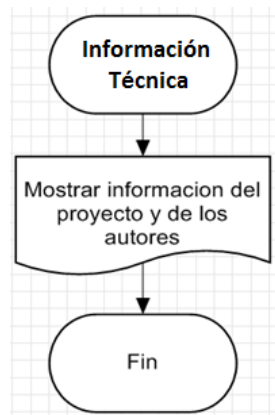 Información
Técnica
Mostrar informacion del
proyecto y de los
autores
Fin